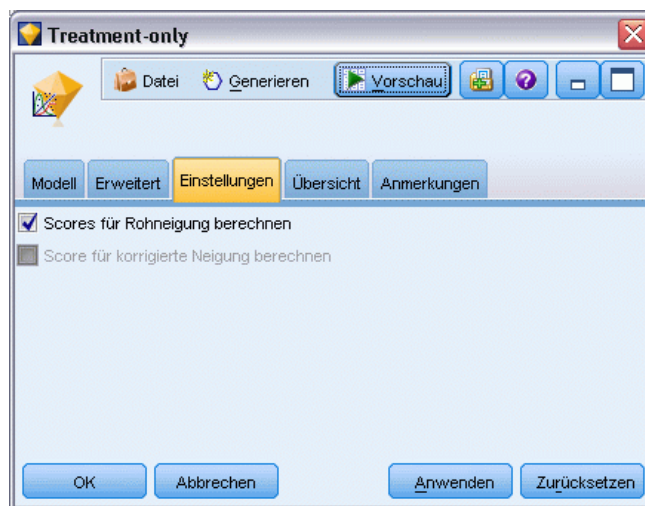 Treatment-only
Datei Generieren Vorschau
Modell Erweitert Einstellungen Übersicht Anmerkungen
Scores für Rohneigung berechnen
Score für korrigierte Neigung berechnen
OK Abbrechen Anwenden Zurücksetzen